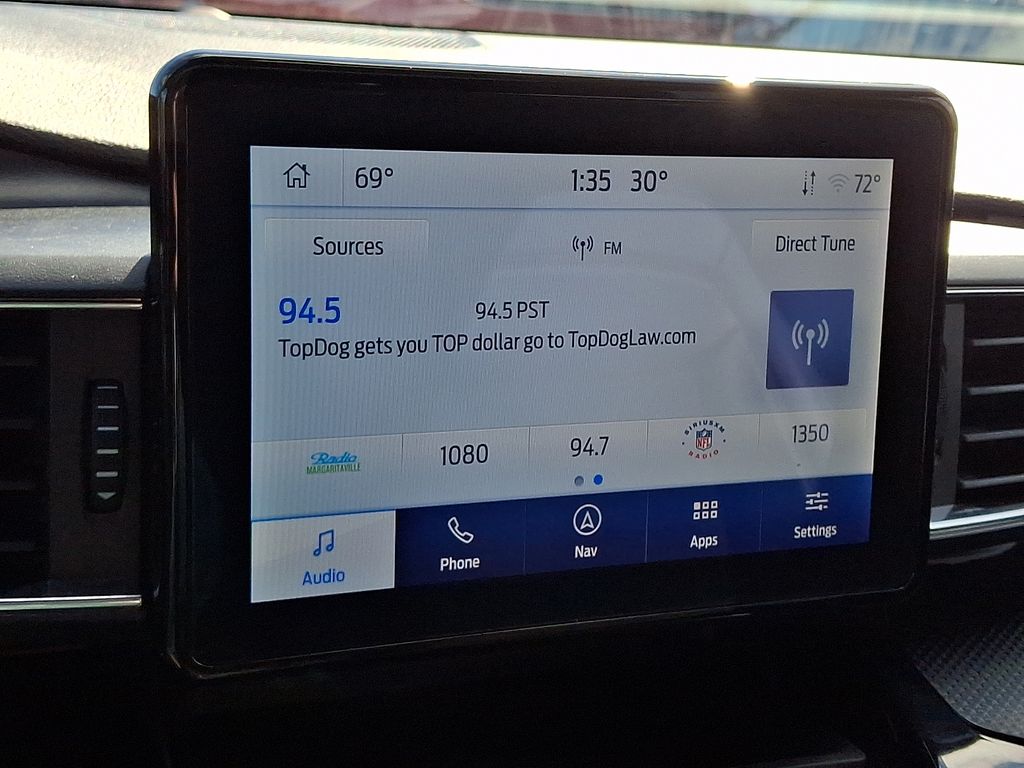 69° 1:35 30° 72°
Sources FM Direct Tune
94.5 94.5 PST
TopDog gets you TOP dollar go to TopDogLaw.com
Radio
MARGARITAVILLE
1080
94.7
SIRIUSXM
NFL
RADIO
1350
Audio Phone Nav Apps Settings